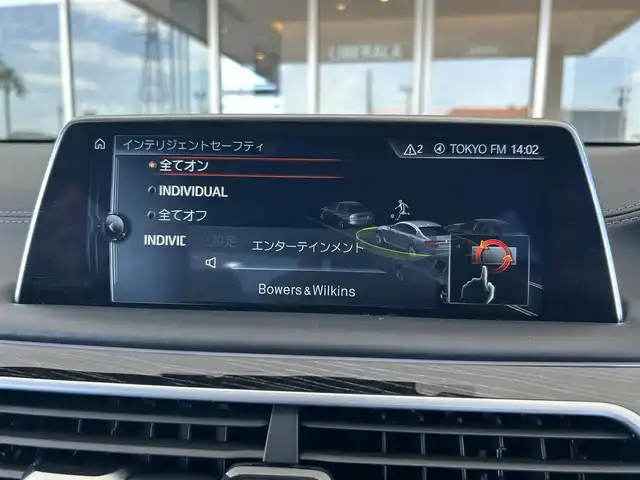 インテリジェントセーフティ
2 TOKYO FM 14:02
全てオン
INDIVIDUAL
全てオフ
INDIVIC
エンターテインメント
Bowers & Wilkins